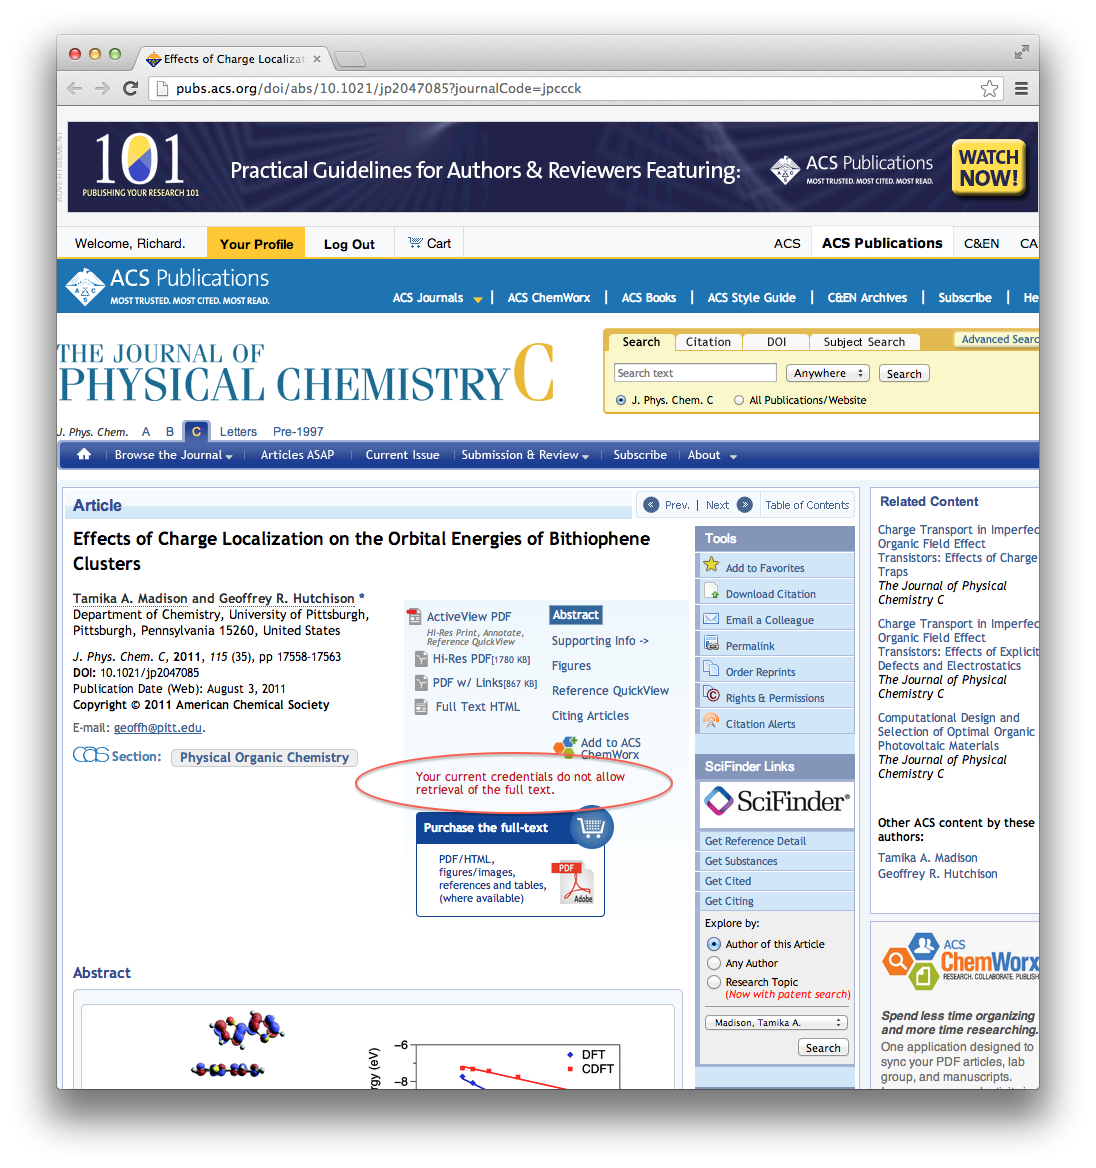 Effects of Charge Localizat
pubs.acs.org/doi/abs/10.1021/jp2047085?journalCode=jpccck
ADVERTISEMENT
101
PUBLISHING YOUR RESEARCH 101
Practical Guidelines for Authors & Reviewers Featuring:
ACS Publications
MOST TRUSTED. MOST CITED. MOST READ.
WATCH
NOW!
Welcome, Richard.
Your Profile
Log Out
Cart
ACS
ACS Publications
C&EN
CA
ACS Publications
MOST TRUSTED. MOST CITED. MOST READ.
ACS Journals | ACS ChemWorx | ACS Books | ACS Style Guide | C&EN Archives | Subscribe | He
THE JOURNAL OF
PHYSICAL CHEMISTRY C
Search
Citation
DOI
Subject Search
Advanced Searc
Search text
Anywhere
Search
J. Phys. Chem. C
All Publications/Website
J. Phys. Chem. A B C Letters Pre-1997
Browse the Journal
Articles ASAP
Current Issue
Submission & Review
Subscribe
About
Article
Prev. | Next
Table of Contents
Effects of Charge Localization on the Orbital Energies of Bithiophene
Clusters
Tamika A. Madison and Geoffrey R. Hutchison *
Department of Chemistry, University of Pittsburgh,
Pittsburgh, Pennsylvania 15260, United States
J. Phys. Chem. C, 2011, 115 (35), pp 17558-17563
DOI: 10.1021/jp2047085
Publication Date (Web): August 3, 2011
Copyright © 2011 American Chemical Society
E-mail: geoffh@pitt.edu.
CAS Section: Physical Organic Chemistry
ActiveView PDF
Hi-Res Print, Annotate,
Reference QuickView
Hi-Res PDF[1780 KB]
PDF w/ Links[867 KB]
Full Text HTML
Abstract
Supporting Info ->
Figures
Reference QuickView
Citing Articles
Add to ACS
ChemWorx
Your current credentials do not allow
retrieval of the full text.
Purchase the full-text
PDF/HTML,
figures/images,
references and tables,
(where available)
PDF
Adobe
Abstract
−6
−8
rgy (eV)
DFT
CDFT
Tools
Add to Favorites
Download Citation
Email a Colleague
Permalink
Order Reprints
Rights & Permissions
Citation Alerts
SciFinder Links
SciFinder®
Get Reference Detail
Get Substances
Get Cited
Get Citing
Explore by:
Author of this Article
Any Author
Research Topic
(Now with patent search)
Madison, Tamika A.
Search
Related Content
Charge Transport in Imperfec
Organic Field Effect
Transistors: Effects of Charge
Traps
The Journal of Physical
Chemistry C
Charge Transport in Imperfec
Organic Field Effect
Transistors: Effects of Explicit
Defects and Electrostatics
The Journal of Physical
Chemistry C
Computational Design and
Selection of Optimal Organic
Photovoltaic Materials
The Journal of Physical
Chemistry C
Other ACS content by these
authors:
Tamika A. Madison
Geoffrey R. Hutchison
ACS
ChemWorx
RESEARCH. COLLABORATE. PUBLISH
Spend less time organizing
and more time researching.
One application designed to
sync your PDF articles, lab
group, and manuscripts.